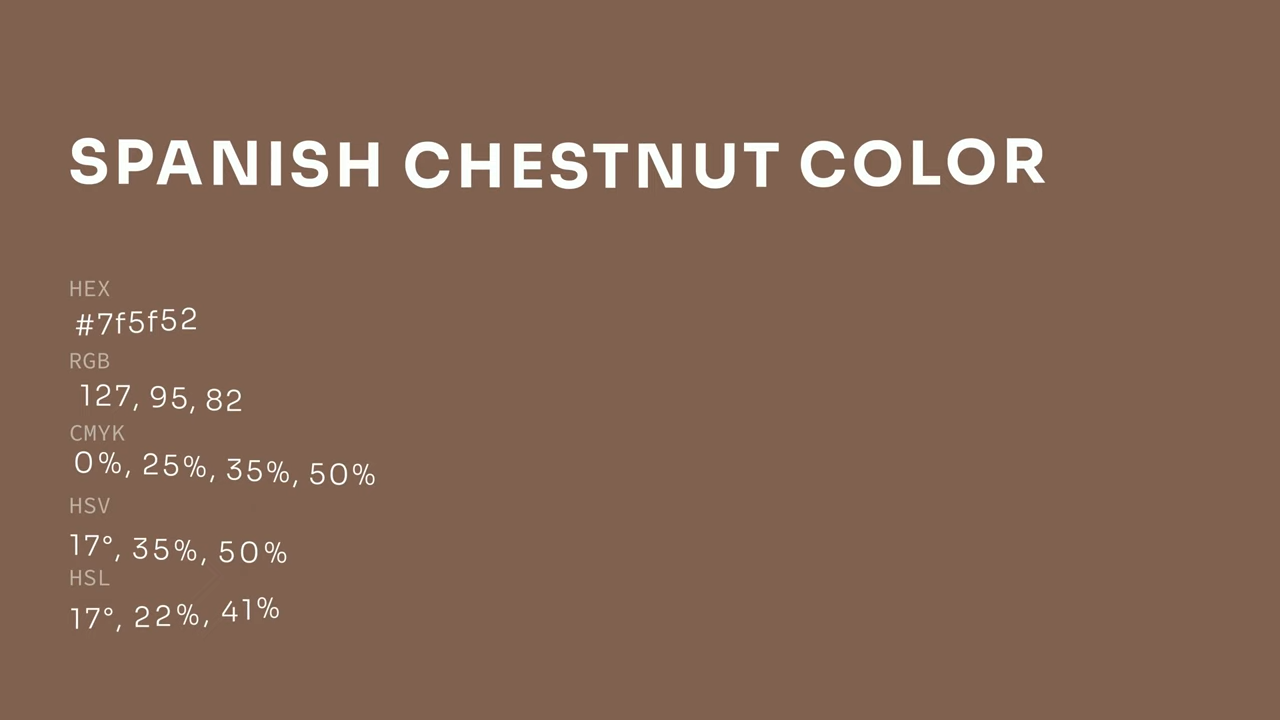 SPANISH CHESTNUT COLOR
HEX
#7f5f52
RGB
127, 95, 82
CMYK
0%, 25%, 35%, 50%
HSV
17°, 35%, 50%
HSL
17°, 22%, 41%